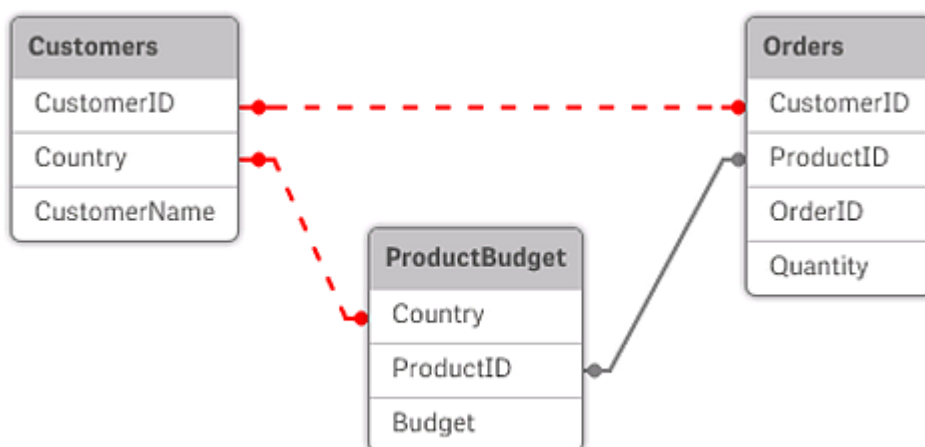 Customers
CustomerID
Country
CustomerName
Orders
CustomerID
ProductID
OrderID
Quantity
ProductBudget
Country
ProductID
Budget